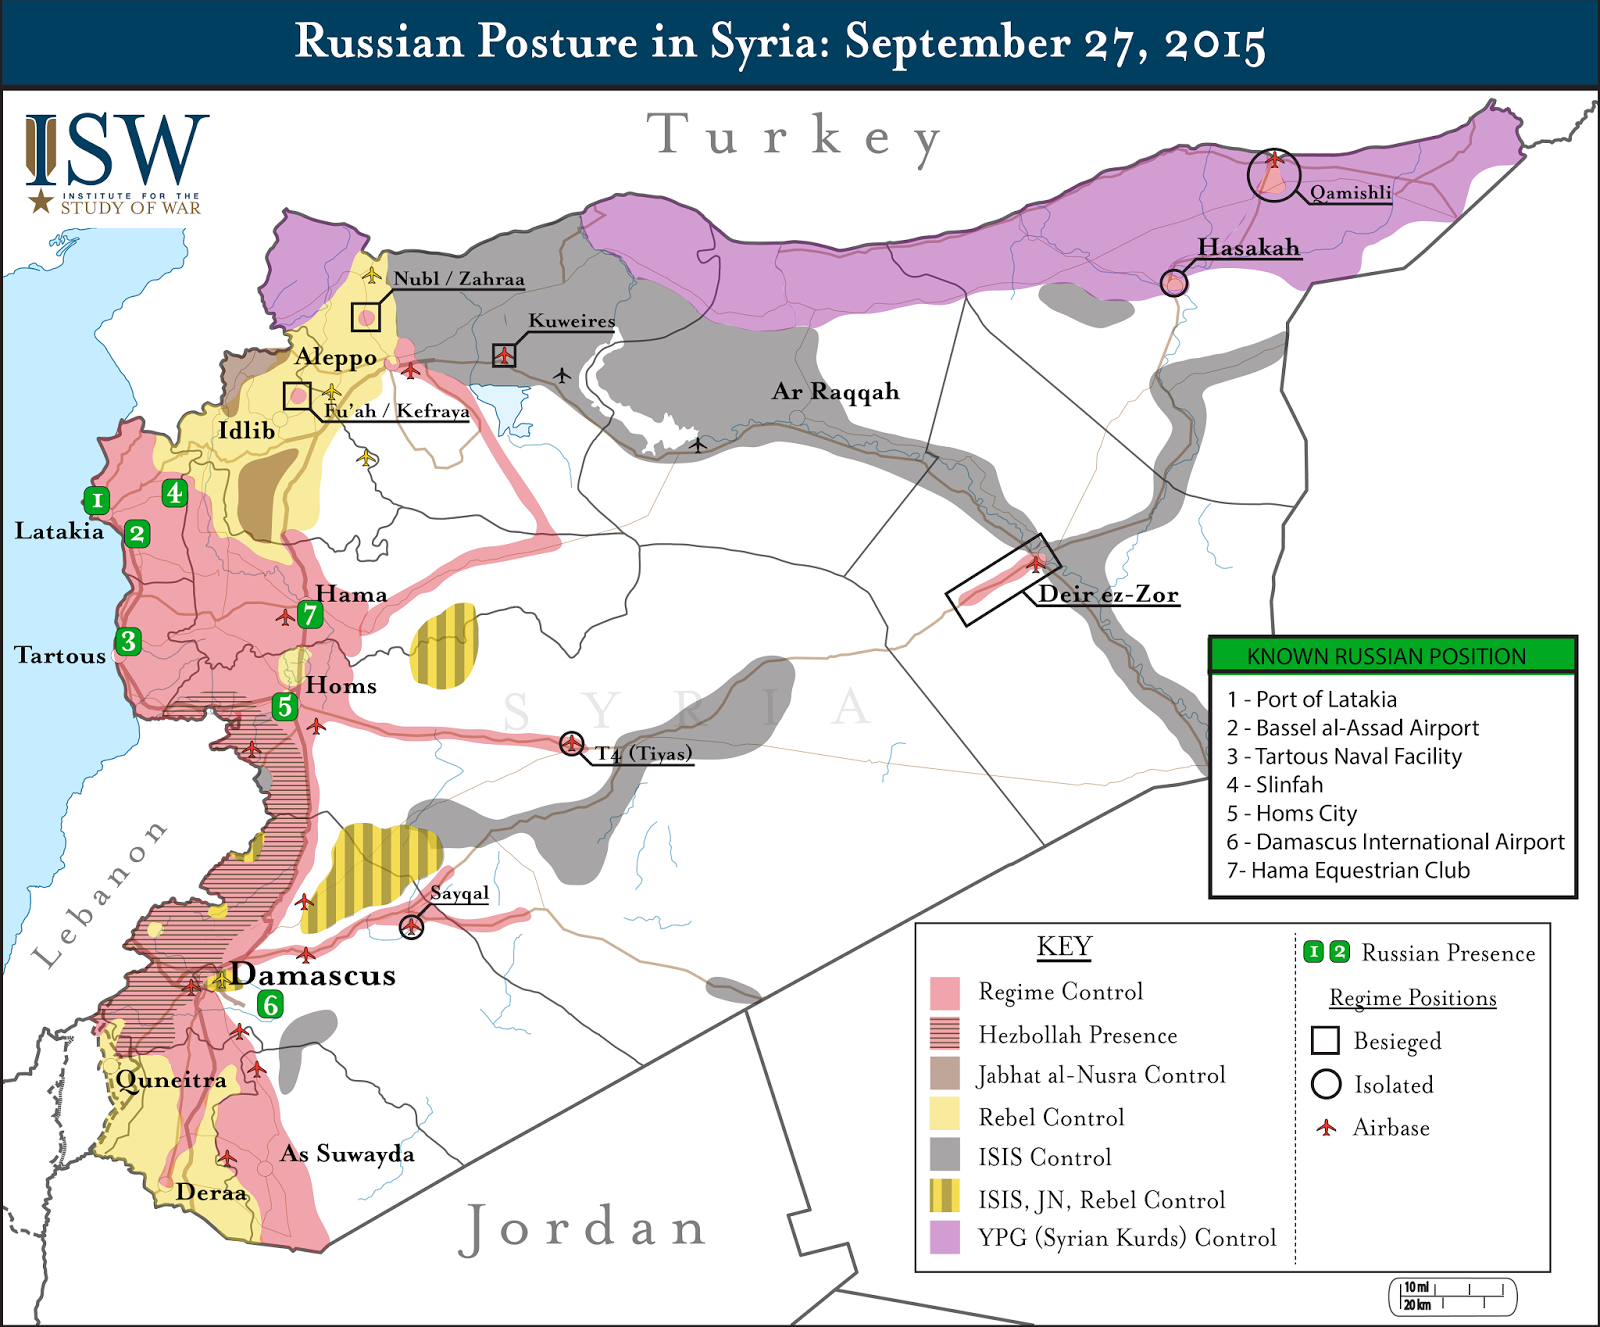 Russian Posture in Syria: September 27, 2015
ISW
INSTITUTE FOR THE
STUDY OF WAR
Turkey
Qamishli
Hasakah
Nubl / Zahraa
Kuweires
Aleppo
Ar Raqqah
Fu'ah / Kefraya
Idlib
4
1
Latakia
2
Deir ez-Zor
Hama
7
3
Tartous
Homs
5
SYRIA
T4 (Tiyas)
Lebanon
Sayqal
Damascus
6
Quneitra
As Suwayda
Deraa
Jordan
KNOWN RUSSIAN POSITION
1 - Port of Latakia
2 - Bassel al-Assad Airport
3 - Tartous Naval Facility
4 - Slinfah
5 - Homs City
6 - Damascus International Airport
7- Hama Equestrian Club
KEY
Regime Control
Hezbollah Presence
Jabhat al-Nusra Control
Rebel Control
ISIS Control
ISIS, JN, Rebel Control
YPG (Syrian Kurds) Control
1 2 Russian Presence
Regime Positions
Besieged
Isolated
Airbase
10 mi
20 km